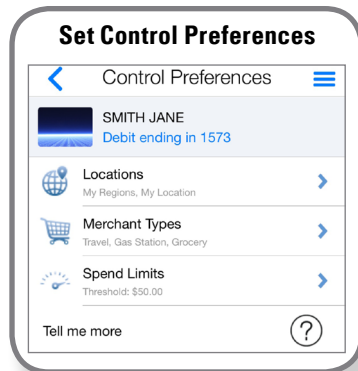 Set Control Preferences
Control Preferences
SMITH JANE
Debit ending in 1573
Locations
My Regions, My Location
Merchant Types
Travel, Gas Station, Grocery
Spend Limits
Threshold: $50.00
Tell me more
?